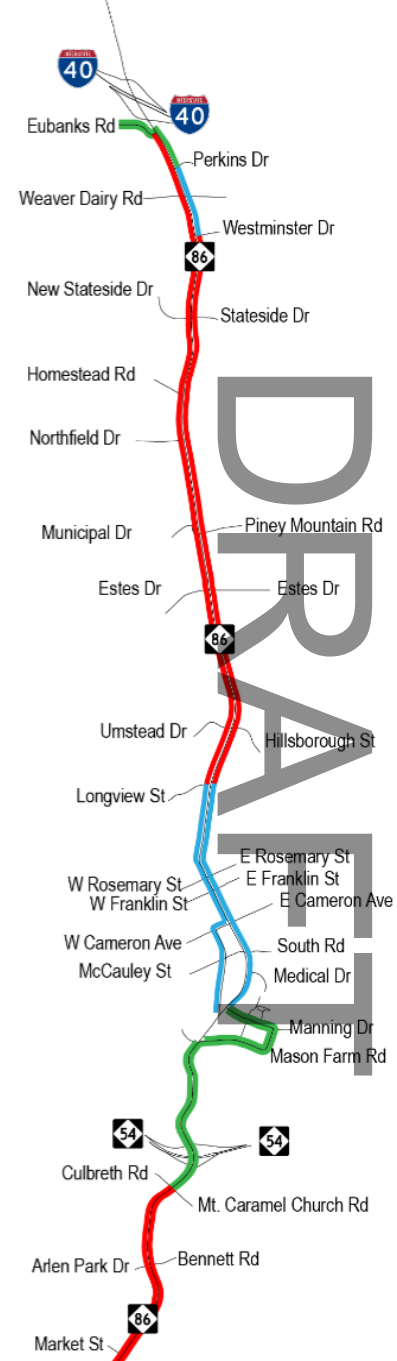 INTERSTATE
40
INTERSTATE
40
Eubanks Rd
Perkins Dr
Weaver Dairy Rd
Westminster Dr
86
New Stateside Dr
Stateside Dr
Homestead Rd
Northfield Dr
Municipal Dr
Piney Mountain Rd
Estes Dr
Estes Dr
86
Umstead Dr
Hillsborough St
Longview St
E Rosemary St
W Rosemary St
E Franklin St
W Franklin St
E Cameron Ave
W Cameron Ave
South Rd
McCauley St
Medical Dr
Manning Dr
Mason Farm Rd
54
54
Culbreth Rd
Mt. Caramel Church Rd
Bennett Rd
Arlen Park Dr
86
Market St
DRAFT